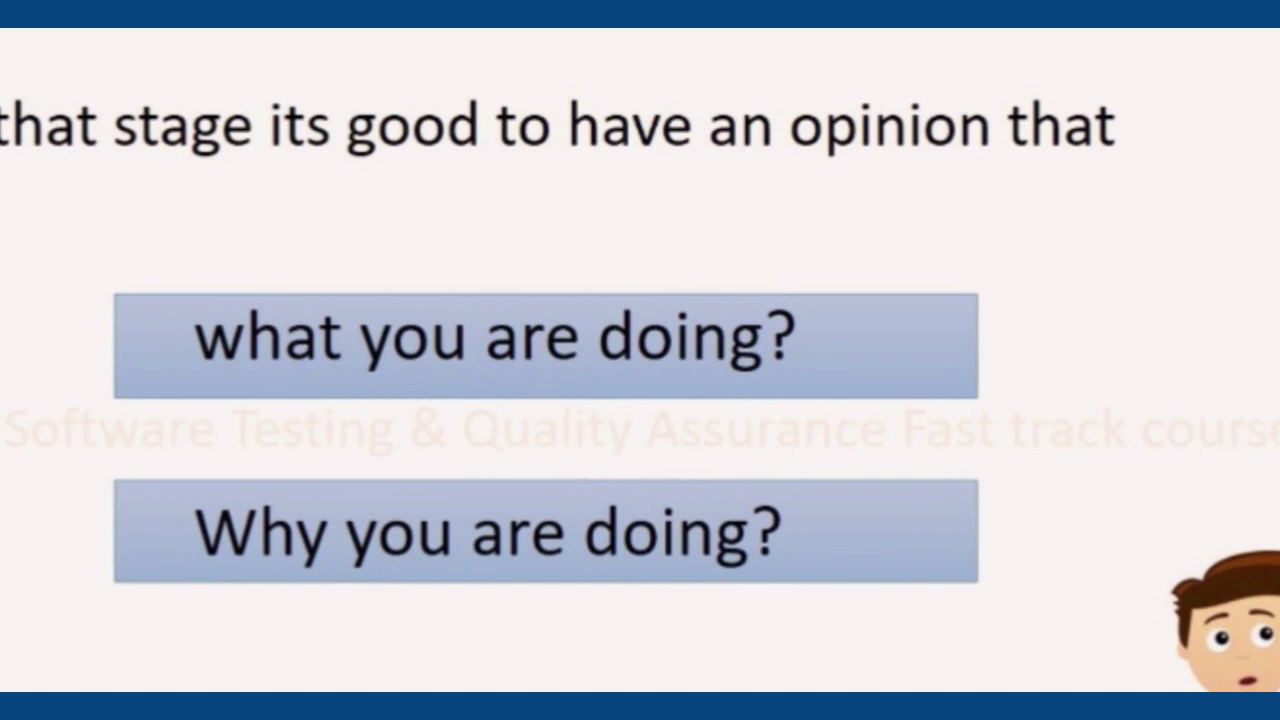 that stage its good to have an opinion that
what you are doing?
Software Testing & Quality Assurance Fast track course
Why you are doing?